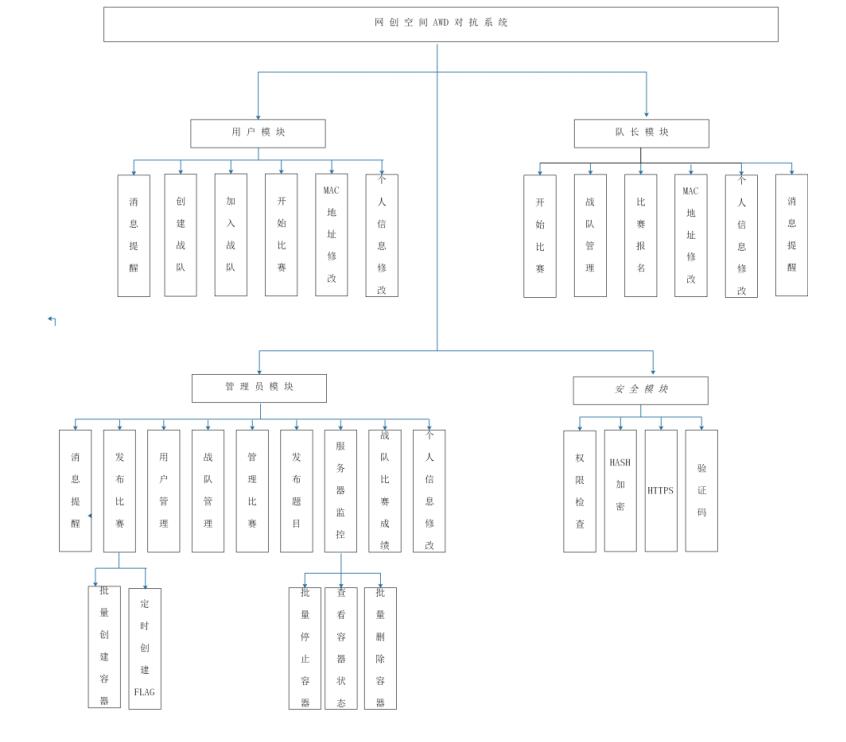 网创空间AWD对抗系统
用户模块
队长模块
消息提醒
创建战队
加入战队
开始比赛
MAC地址修改
个人信息修改
开始比赛
战队管理
比赛报名
MAC地址修改
个人信息修改
消息提醒
管理员模块
安全模块
消息提醒
发布比赛
用户管理
战队管理
管理比赛
发布题目
服务器监控
战队比赛成绩
个人信息修改
权限检查
HASH加密
HTTPS
验证码
批量创建容器
定时创建FLAG
批量停止容器
查看容器状态
批量删除容器